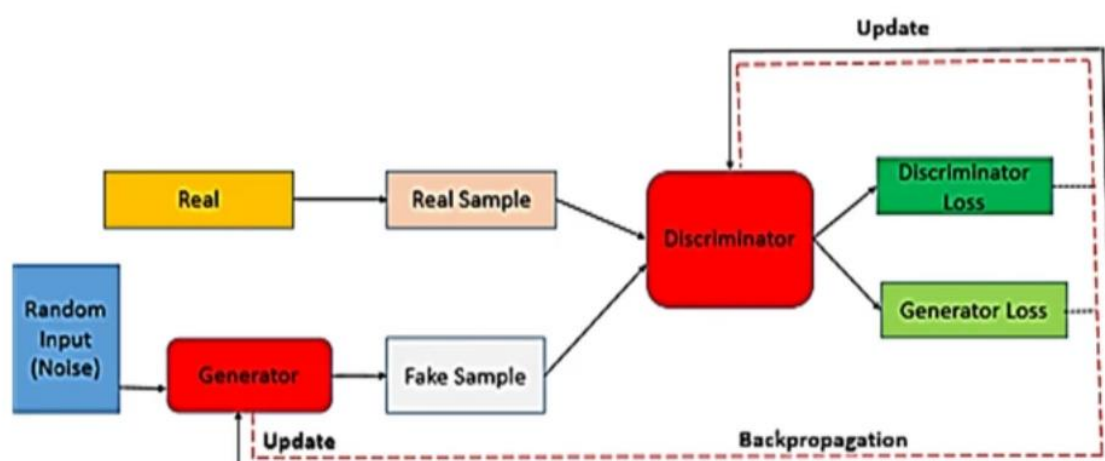 Update
Real
Real Sample
Discriminator
Discriminator
Loss
Random
Input
(Noise)
Generator
Fake Sample
Generator Loss
Update
Backpropagation